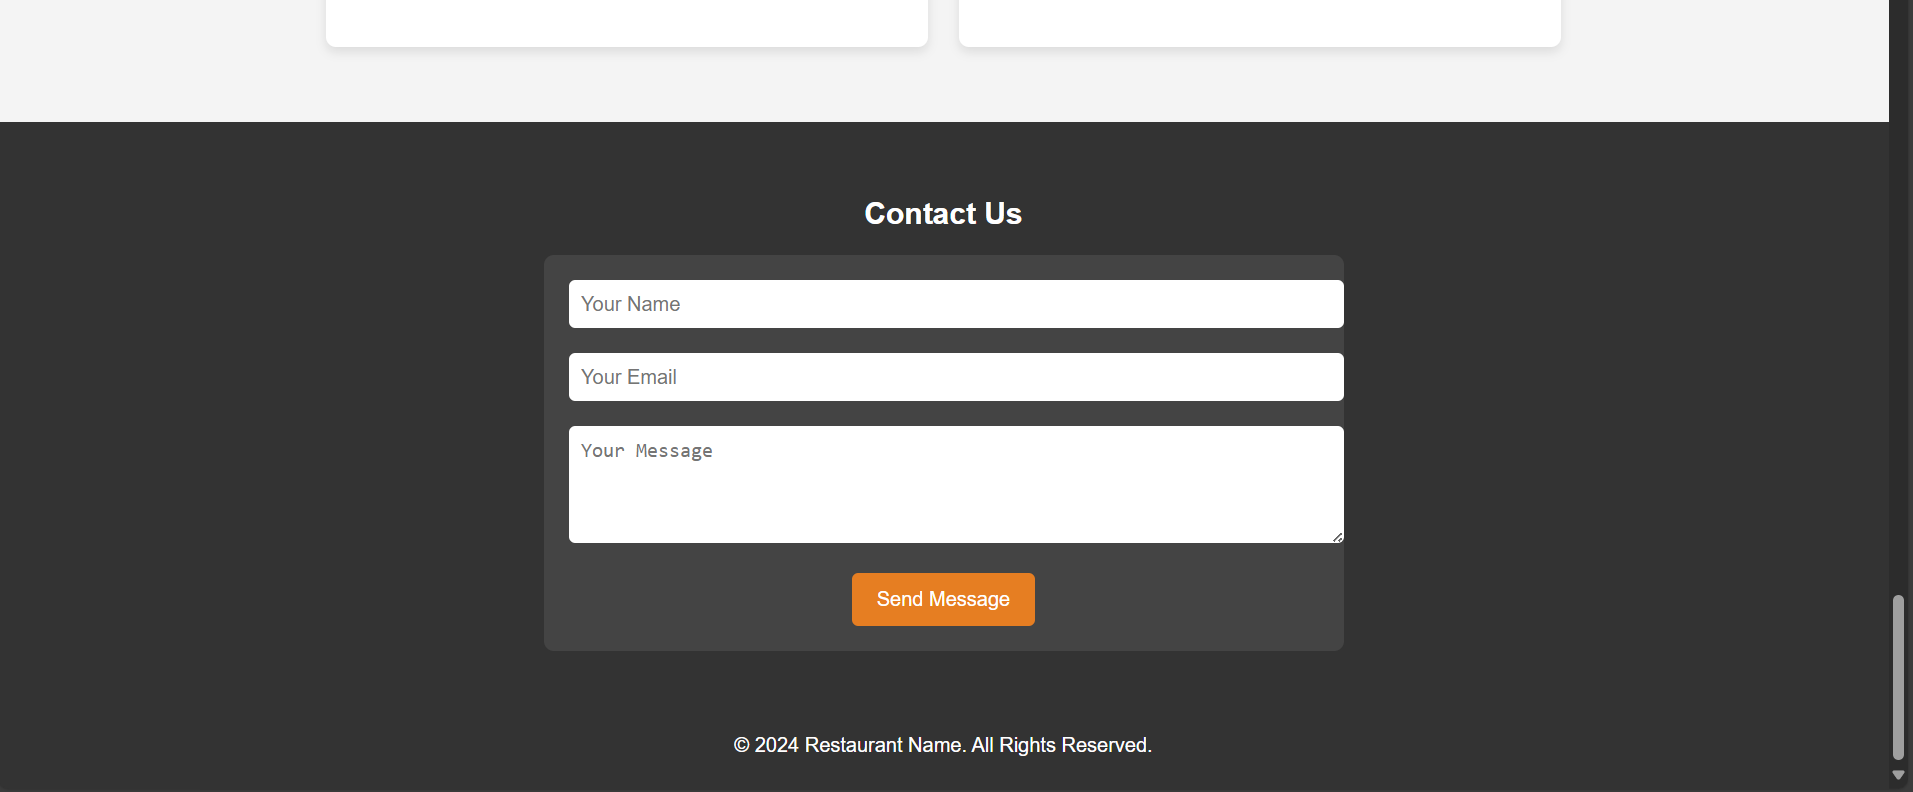 Contact Us
Your Name
Your Email
Your Message
Send Message
© 2024 Restaurant Name. All Rights Reserved.